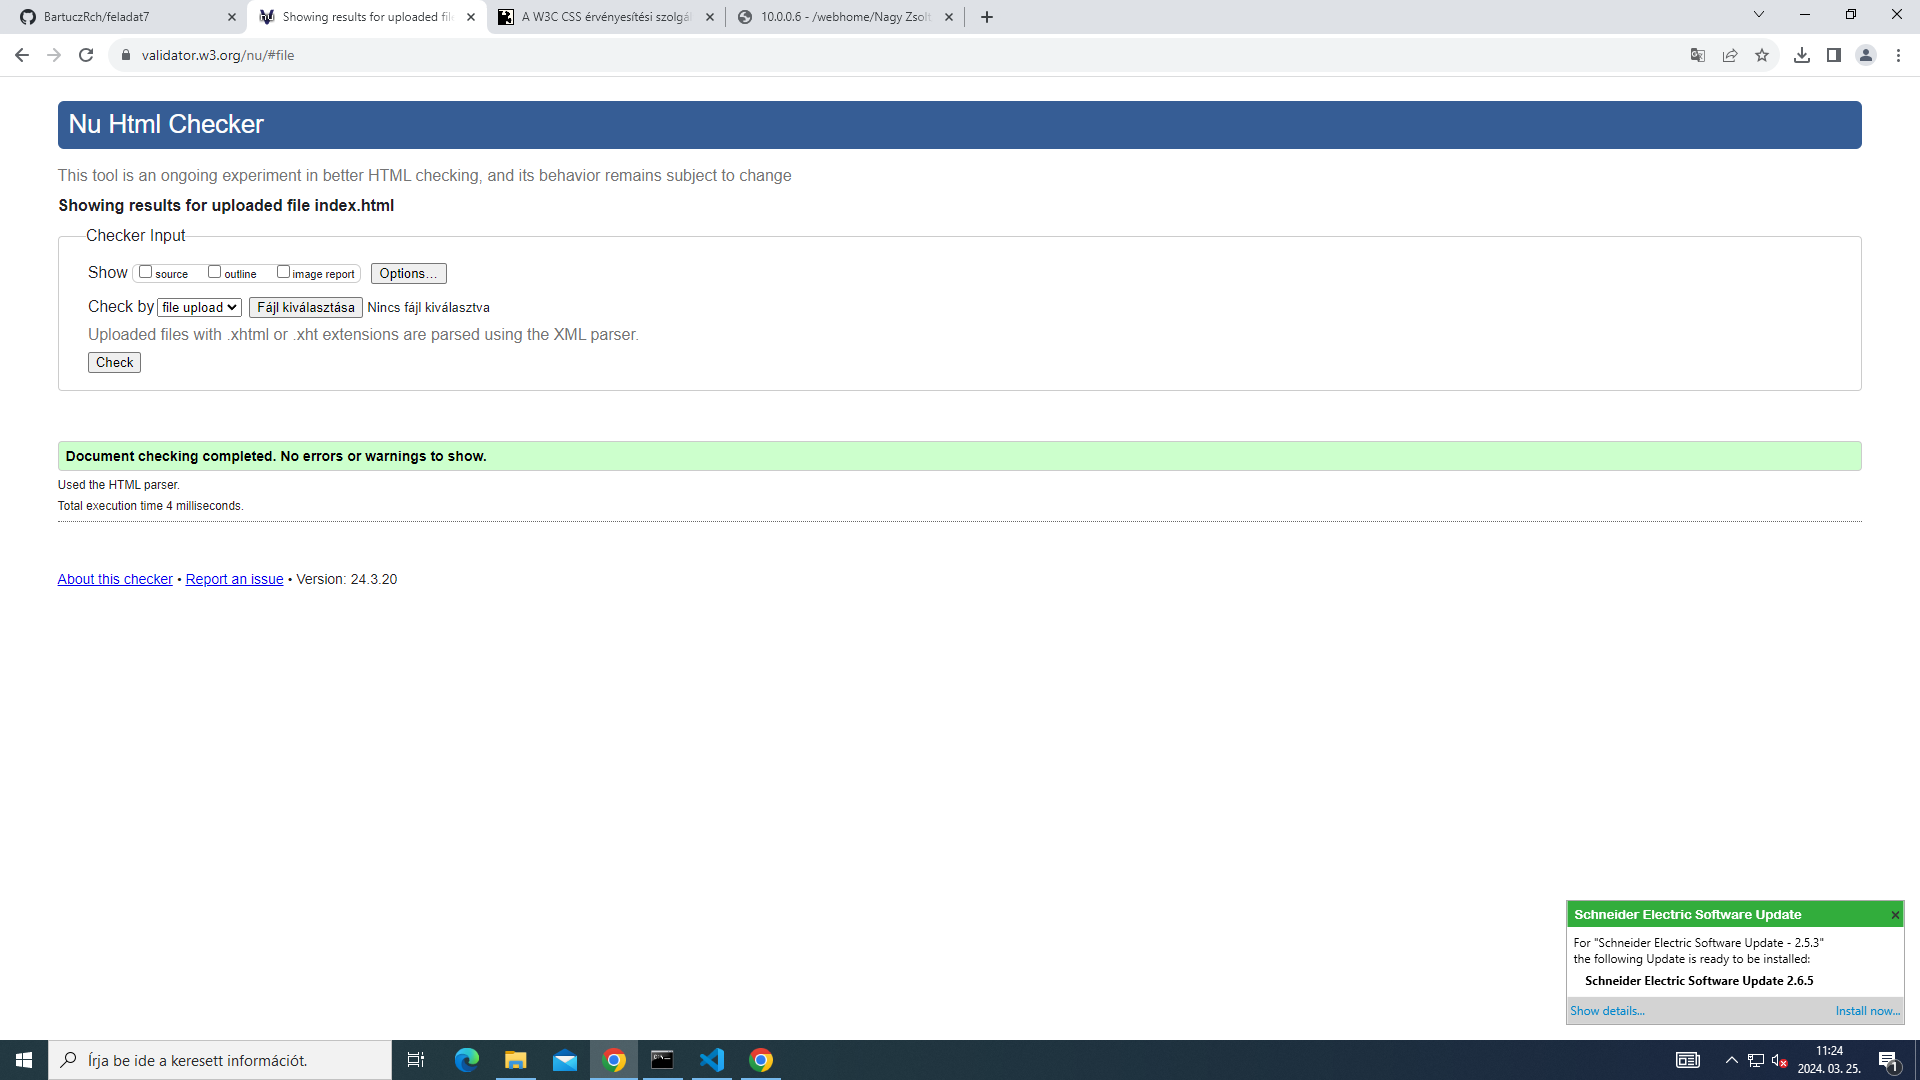 BartuczRch/feladat7
Showing results for uploaded file
A W3C CSS érvényesítési szolgál
10.0.0.6 - /webhome/Nagy Zsolt
validator.w3.org/nu/#file
Nu Html Checker
This tool is an ongoing experiment in better HTML checking, and its behavior remains subject to change
Showing results for uploaded file index.html
Checker Input
Show source outline image report Options...
Check by file upload Fájl kiválasztása Nincs fájl kiválasztva
Uploaded files with .xhtml or .xht extensions are parsed using the XML parser.
Check
Document checking completed. No errors or warnings to show.
Used the HTML parser.
Total execution time 4 milliseconds.
About this checker • Report an issue • Version: 24.3.20
Schneider Electric Software Update
For "Schneider Electric Software Update - 2.5.3"
the following Update is ready to be installed:
Schneider Electric Software Update 2.6.5
Show details... Install now...
Írja be ide a keresett információt.
11:24
2024. 03. 25.
1